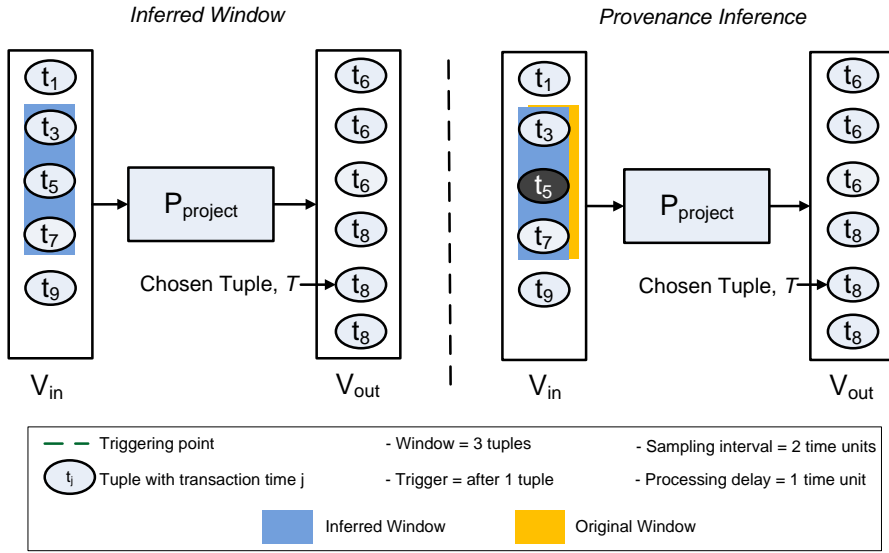 Inferred Window
Provenance Inference
t1
t3
t5
t7
t9
Pproject
Chosen Tuple, T
t6
t6
t6
t8
t8
t8
Vin
Vout
t1
t3
t5
t7
t9
Pproject
Chosen Tuple, T
t6
t6
t6
t8
t8
t8
Vin
Vout
Triggering point
- Window = 3 tuples
- Sampling interval = 2 time units
tj
Tuple with transaction time j
- Trigger = after 1 tuple
- Processing delay = 1 time unit
Inferred Window
Original Window